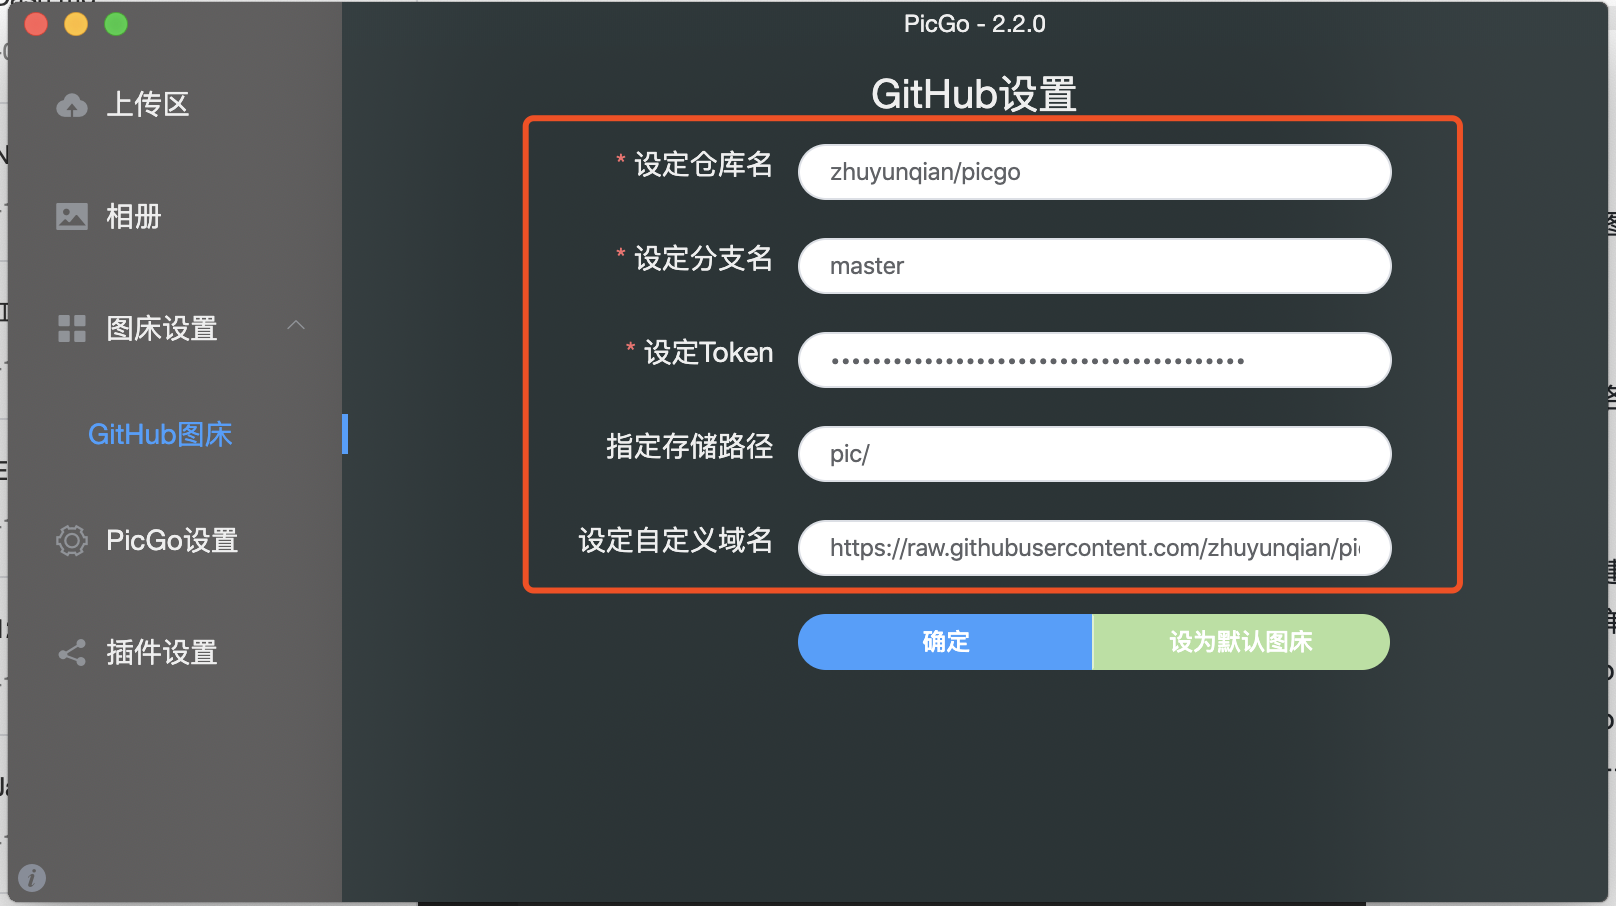 PicGo - 2.2.0
上传区
相册
图床设置
GitHub图床
PicGo设置
插件设置
GitHub设置
* 设定仓库名
zhuyunqian/picgo
* 设定分支名
master
* 设定Token
••••••••••••••••••••••••••••••••••••••••
指定存储路径
pic/
设定自定义域名
https://raw.githubusercontent.com/zhuyunqian/pi
确定
设为默认图床